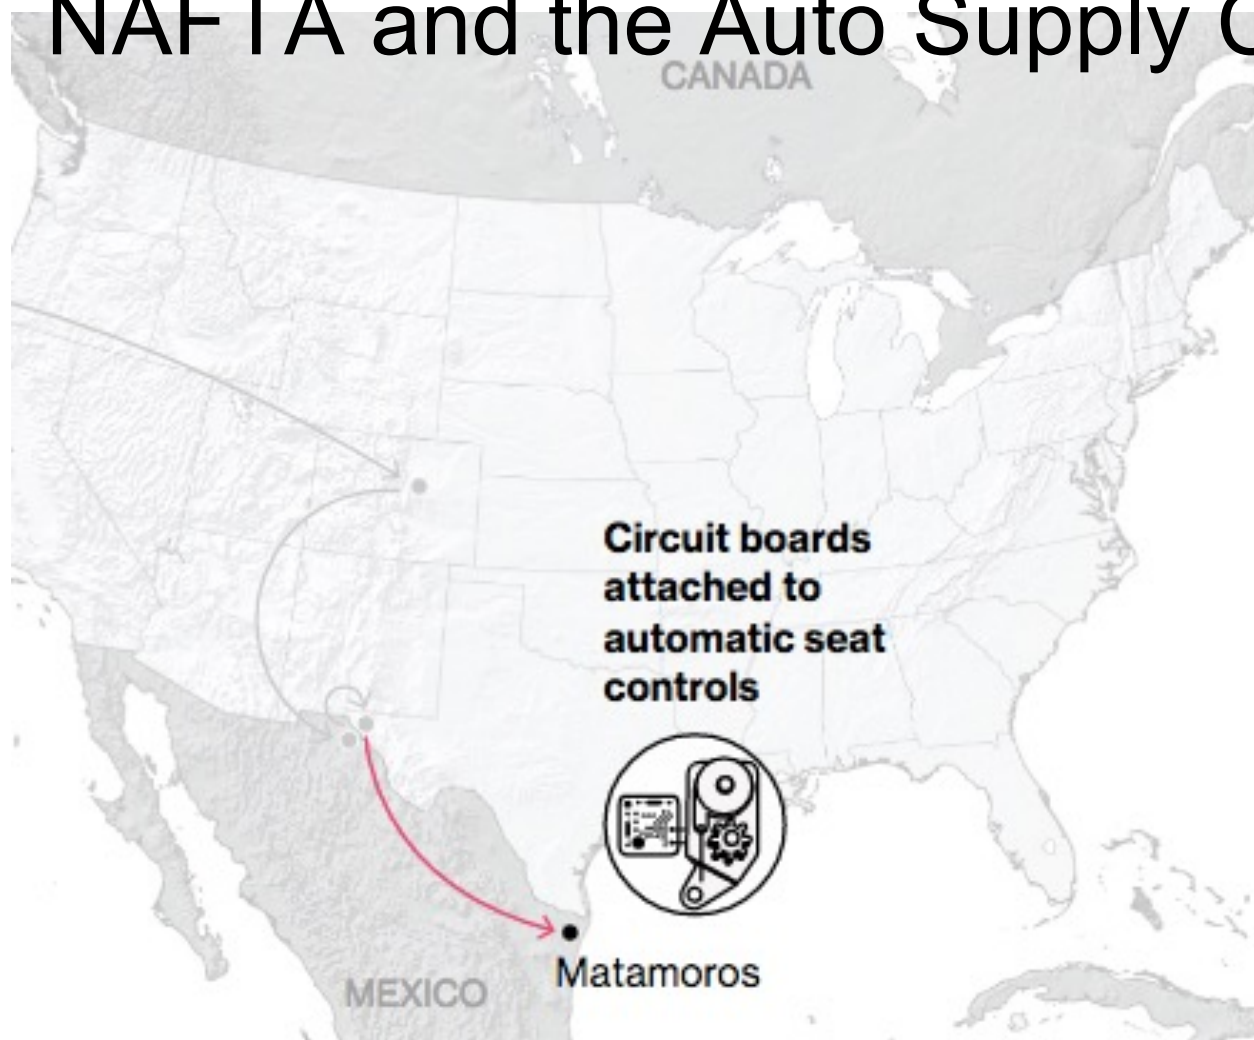 NAFTA and the Auto Supply
CANADA
Circuit boards
attached to
automatic seat
controls
Matamoros
MEXICO